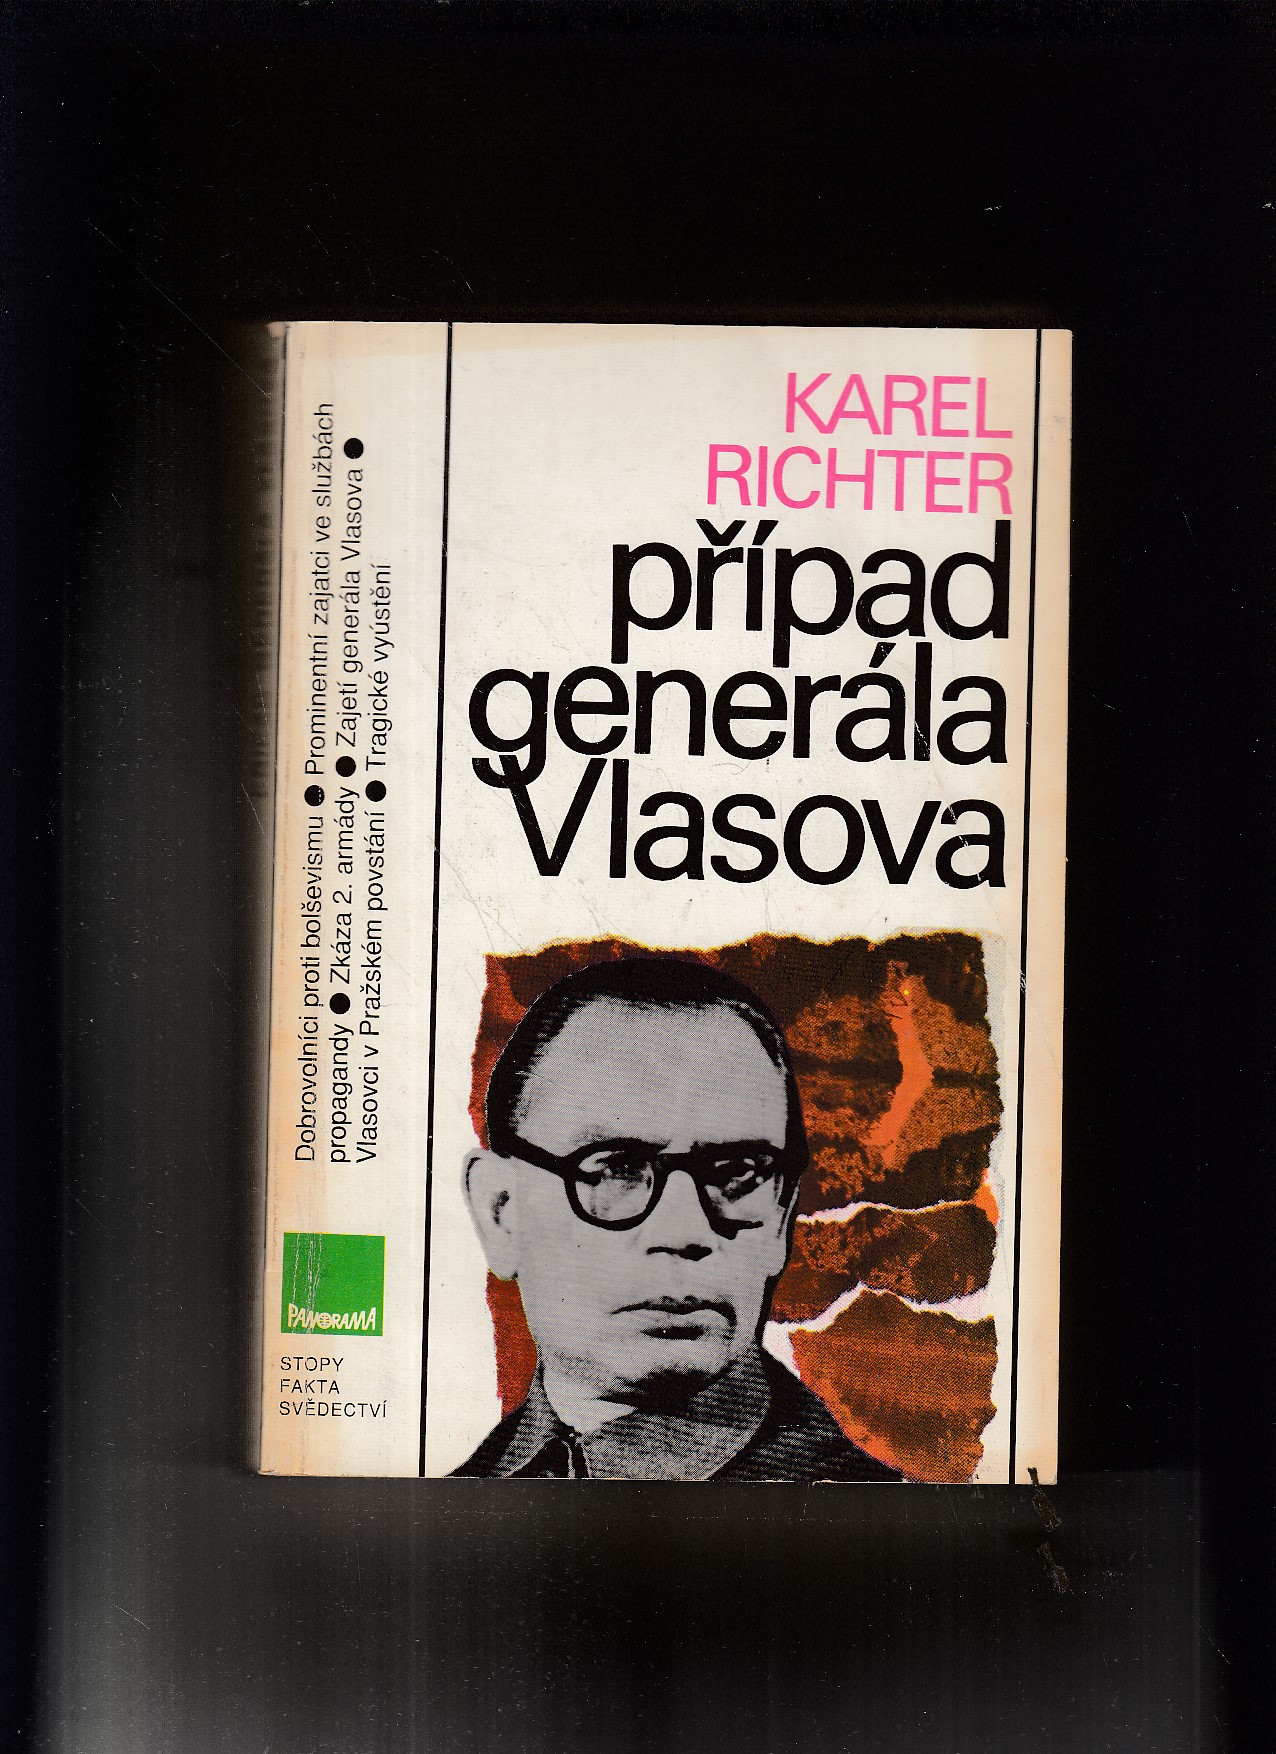 KAREL
RICHTER
případ
generála
Vlasova
Dobrovolníci proti bolševismu ● Prominentní zajatci ve službách
propagandy ● Zkáza 2. armády ● Zajetí generála Vlasova ●
Vlasovci v Pražském povstání ● Tragické vyústění
PANORAMA
STOPY
FAKTA
SVĚDECTVÍ